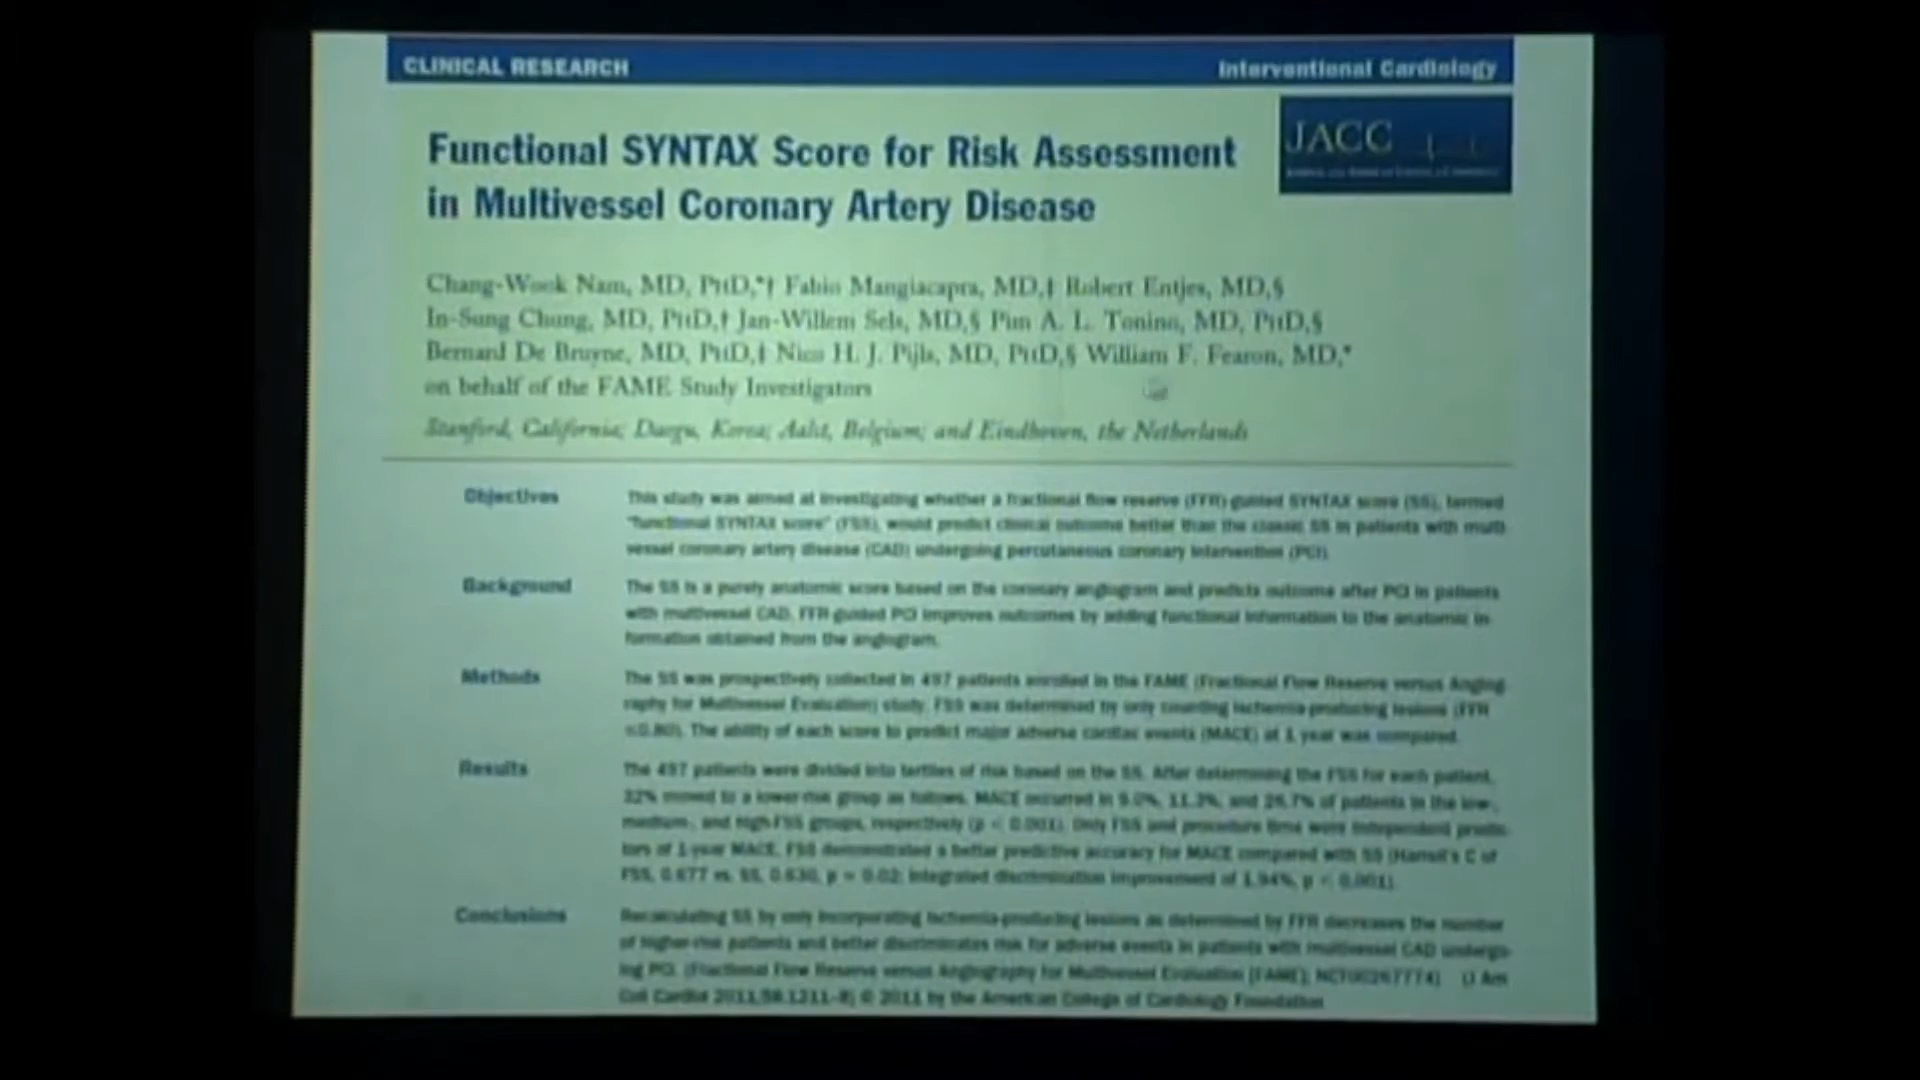 CLINICAL RESEARCH
Interventional Cardiology
JACC
Functional SYNTAX Score for Risk Assessment
in Multivessel Coronary Artery Disease
Chang-Wook Nam, MD, PHD,*† Fabio Mangiacapra, MD,‡ Robert Entjes, MD,§
In-Sung Chung, MD, PHD,† Jan-Willem Sels, MD,§ Pim A. L. Tonino, MD, PHD,§
Bernard De Bruyne, MD, PHD,‡ Nico H. J. Pijls, MD, PHD,§ William F. Fearon, MD,*
on behalf of the FAME Study Investigators
Stanford, California; Daegu, Korea; Aalst, Belgium; and Eindhoven, the Netherlands
Objectives
This study was aimed at investigating whether a fractional flow reserve (FFR)-guided SYNTAX score (SS), termed
"functional SYNTAX score" (FSS), would predict clinical outcome better than the classic SS in patients with multi
vessel coronary artery disease (CAD) undergoing percutaneous coronary intervention (PCI).
Background
The SS is a purely anatomic score based on the coronary angiogram and predicts outcome after PCI in patients
with multivessel CAD. FFR-guided PCI improves outcomes by adding functional information to the anatomic in-
formation obtained from the angiogram.
Methods
The SS was prospectively collected in 497 patients enrolled in the FAME (Fractional Flow Reserve versus Angiog
raphy for Multivessel Evaluation) study. FSS was determined by only counting ischemia-producing lesions (FFR
≤0.80). The ability of each score to predict major adverse cardiac events (MACE) at 1 year was compared.
Results
The 497 patients were divided into tertiles of risk based on the SS. After determining the FSS for each patient,
32% moved to a lower-risk group as follows. MACE occurred in 9.0%, 11.3%, and 26.7% of patients in the low-,
medium-, and high-FSS groups, respectively (p < 0.001). Only FSS and procedure time were independent predic-
tors of 1-year MACE. FSS demonstrated a better predictive accuracy for MACE compared with SS (Harrell's C of
FSS, 0.677 vs. SS, 0.630, p = 0.02; integrated discrimination improvement of 1.94%, p < 0.001).
Conclusions
Recalculating SS by only incorporating ischemia-producing lesions as determined by FFR decreases the number
of higher-risk patients and better discriminates risk for adverse events in patients with multivessel CAD undergo-
ing PCI. (Fractional Flow Reserve versus Angiography for Multivessel Evaluation [FAME]; NCT00267774) (J Am
Coll Cardiol 2011;58:1211–8) © 2011 by the American College of Cardiology Foundation